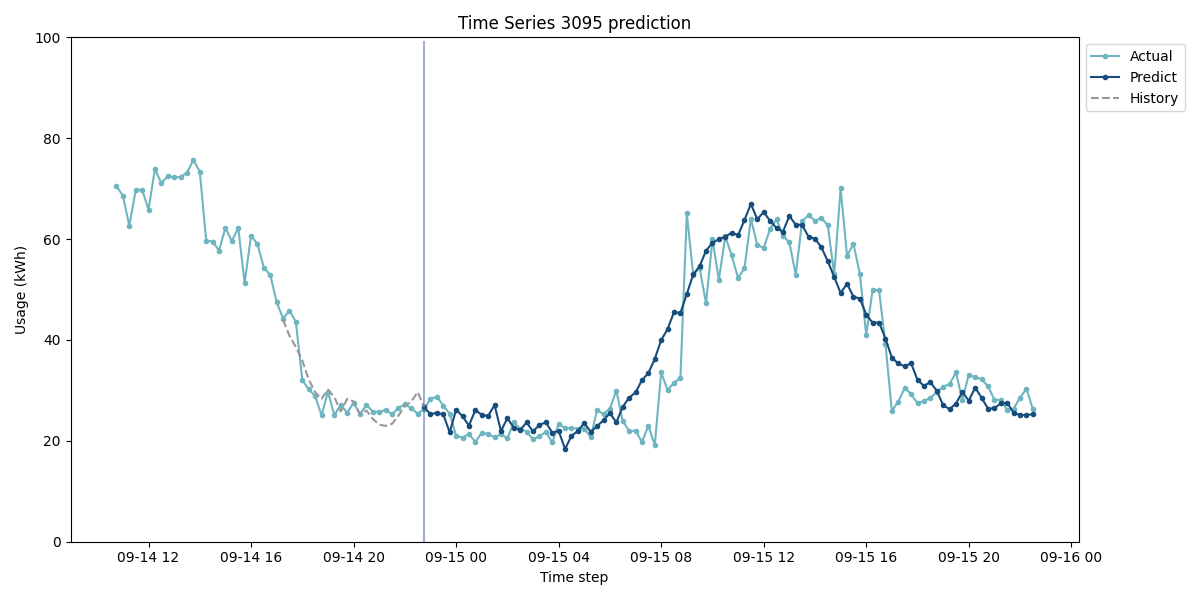 Time Series 3095 prediction
100
80
60
40
20
0
Usage (kWh)
09-14 12
09-14 16
09-14 20
09-15 00
09-15 04
09-15 08
09-15 12
09-15 16
09-15 20
09-16 00
Time step
Actual
Predict
History